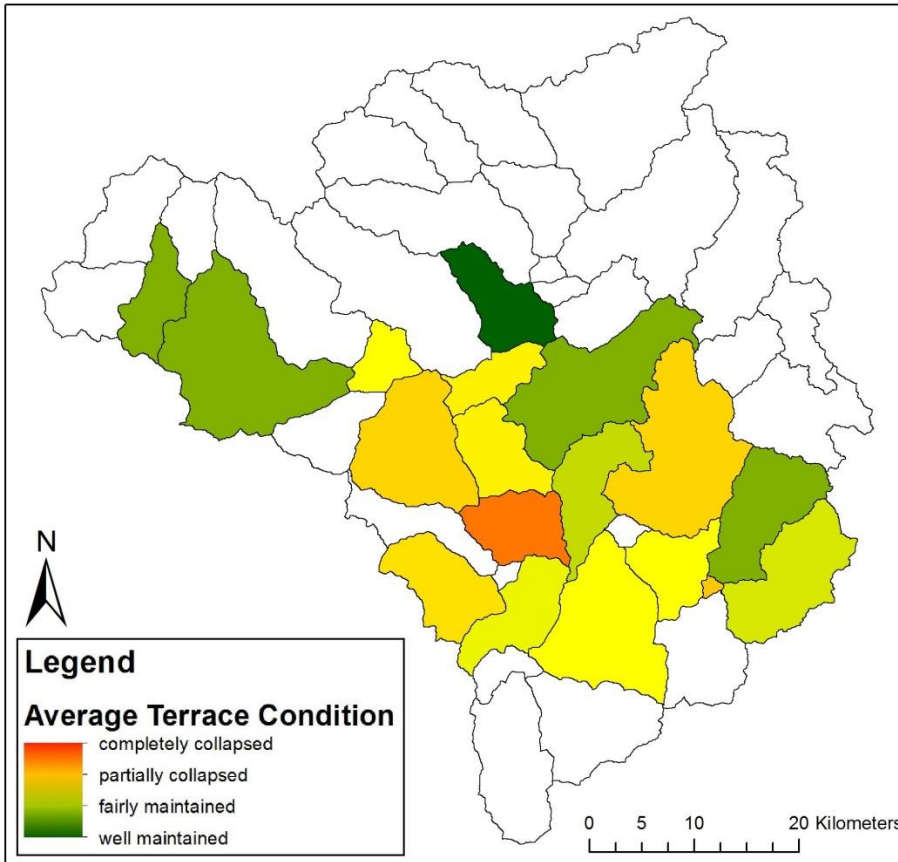 N
Legend
Average Terrace Condition
completely collapsed
partially collapsed
fairly maintained
well maintained
0 5 10 20 Kilometers